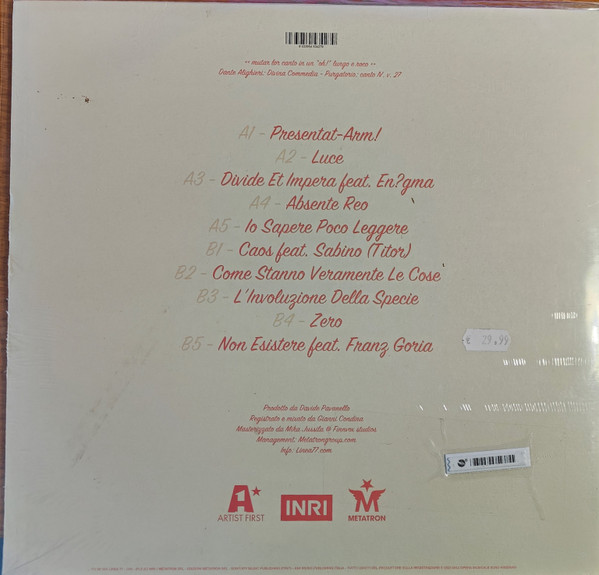 "mutar lor canto in un "oh!" lungo e roco"
Dante Alighieri: Divina Commedia - Purgatorio: canto V. v. 27
A1 - Presentat-Arm!
A2 - Luce
A3 - Divide Et Impera feat. En?gma
A4 - Absente Reo
A5 - Io Sapere Poco Leggere
B1 - Caos feat. Sabino (Titor)
B2 - Come Stanno Veramente Le Cose
B3 - L'Involuzione Della Specie
B4 - Zero
€ 29,99
B5 - Non Esistere feat. Franz Goria
Prodotto da Davide Pavanello
Registrato e mixato da Gianni Condina
Masterizzato da Mika Jussila @ Finnvox studios
Management: Metatrongroup.com
Info: Linea77.com
A1
ARTIST FIRST
INRI
M
METATRON